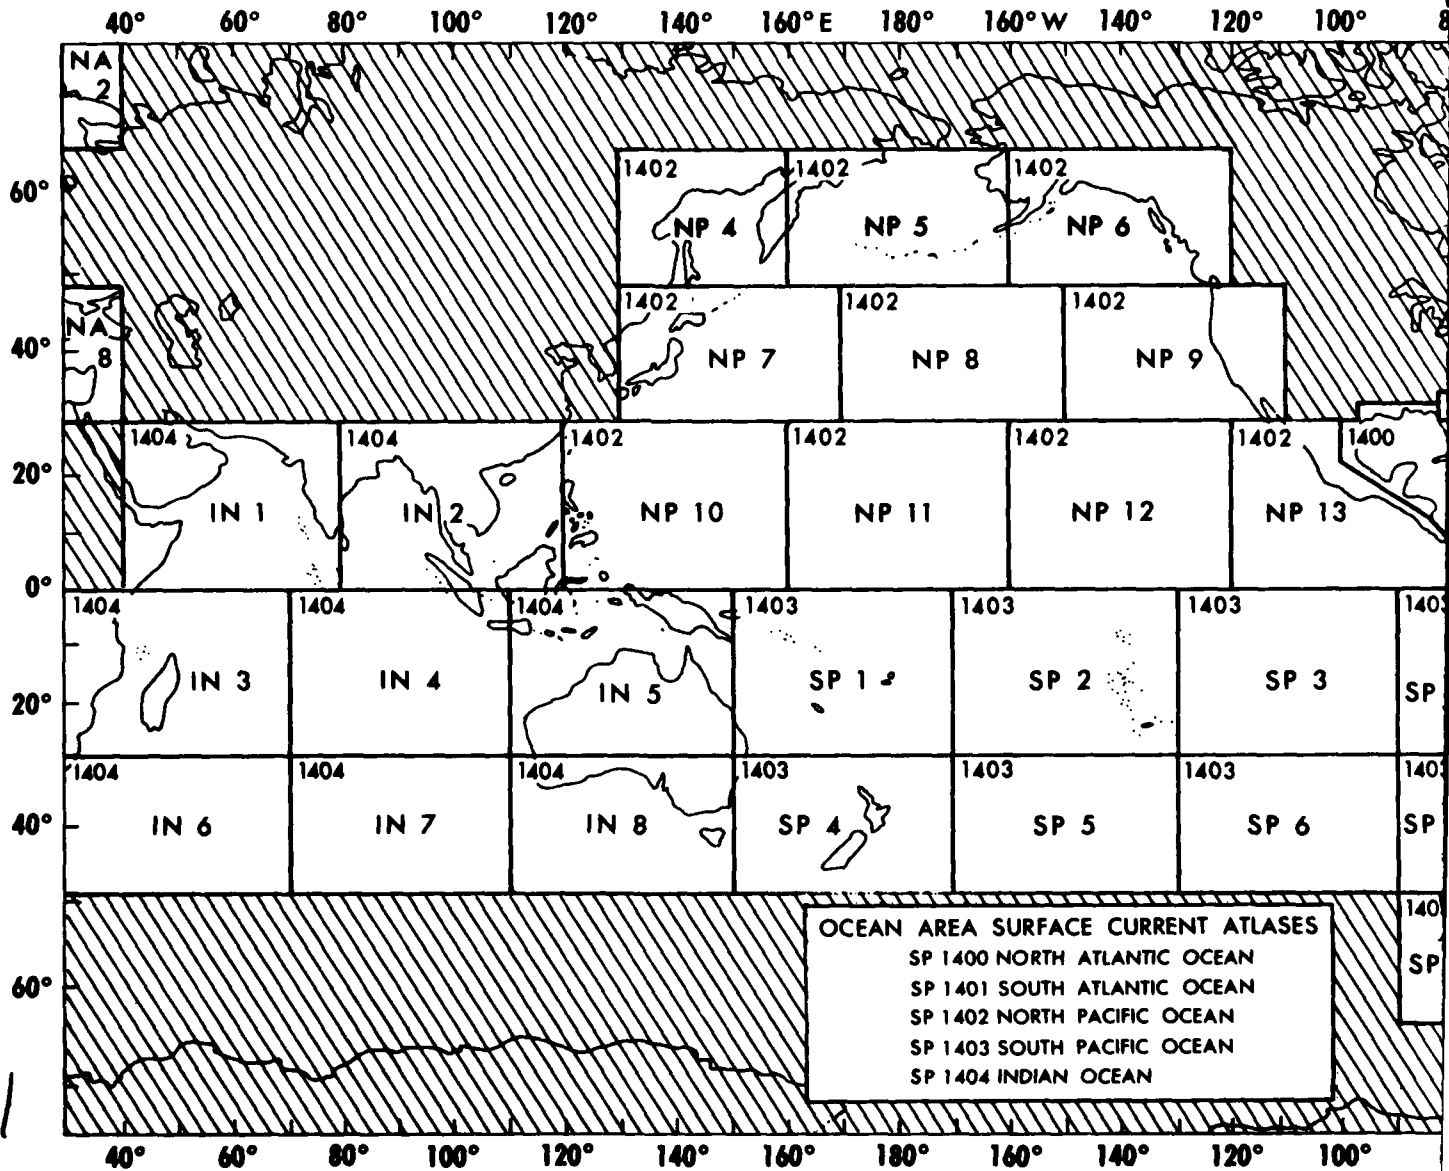 40° 60° 80° 100° 120° 140° 160° E 180° 160° W 140° 120° 100° 8
NA
2
60°
1402 1402 1402
NP 4 NP 5 NP 6
1402 1402 1402
NA
40°
8 NP 7 NP 8 NP 9
1404 1404 1402 1402 1402 1402 1400
20°
IN 1 IN 2 NP 10 NP 11 NP 12 NP 13
0°
1404 1404 1404 1403 1403 1403 1403
IN 3 IN 4 IN 5 SP 1 SP 2 SP 3 SP
20°
1404 1404 1404 1403 1403 1403 1403
40° IN 6 IN 7 IN 8 SP 4 SP 5 SP 6 SP
140
OCEAN AREA SURFACE CURRENT ATLASES
SP 1400 NORTH ATLANTIC OCEAN
SP
60° SP 1401 SOUTH ATLANTIC OCEAN
SP 1402 NORTH PACIFIC OCEAN
SP 1403 SOUTH PACIFIC OCEAN
SP 1404 INDIAN OCEAN
40° 60° 80° 100° 120° 140° 160° 180° 160° 140° 120° 100°